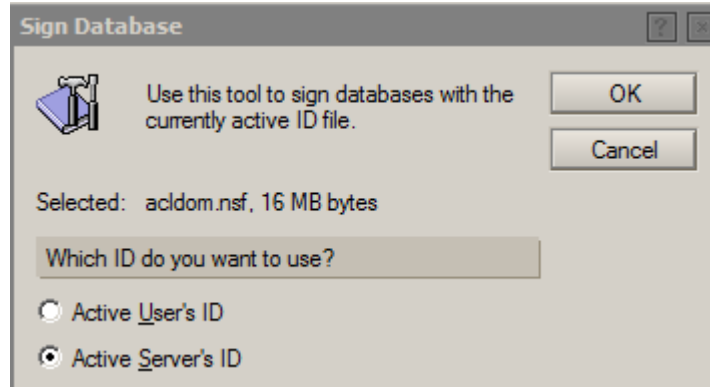 Sign Database
Use this tool to sign databases with the
currently active ID file.
OK
Cancel
Selected: acldom.nsf, 16 MB bytes
Which ID do you want to use?
Active User's ID
Active Server's ID